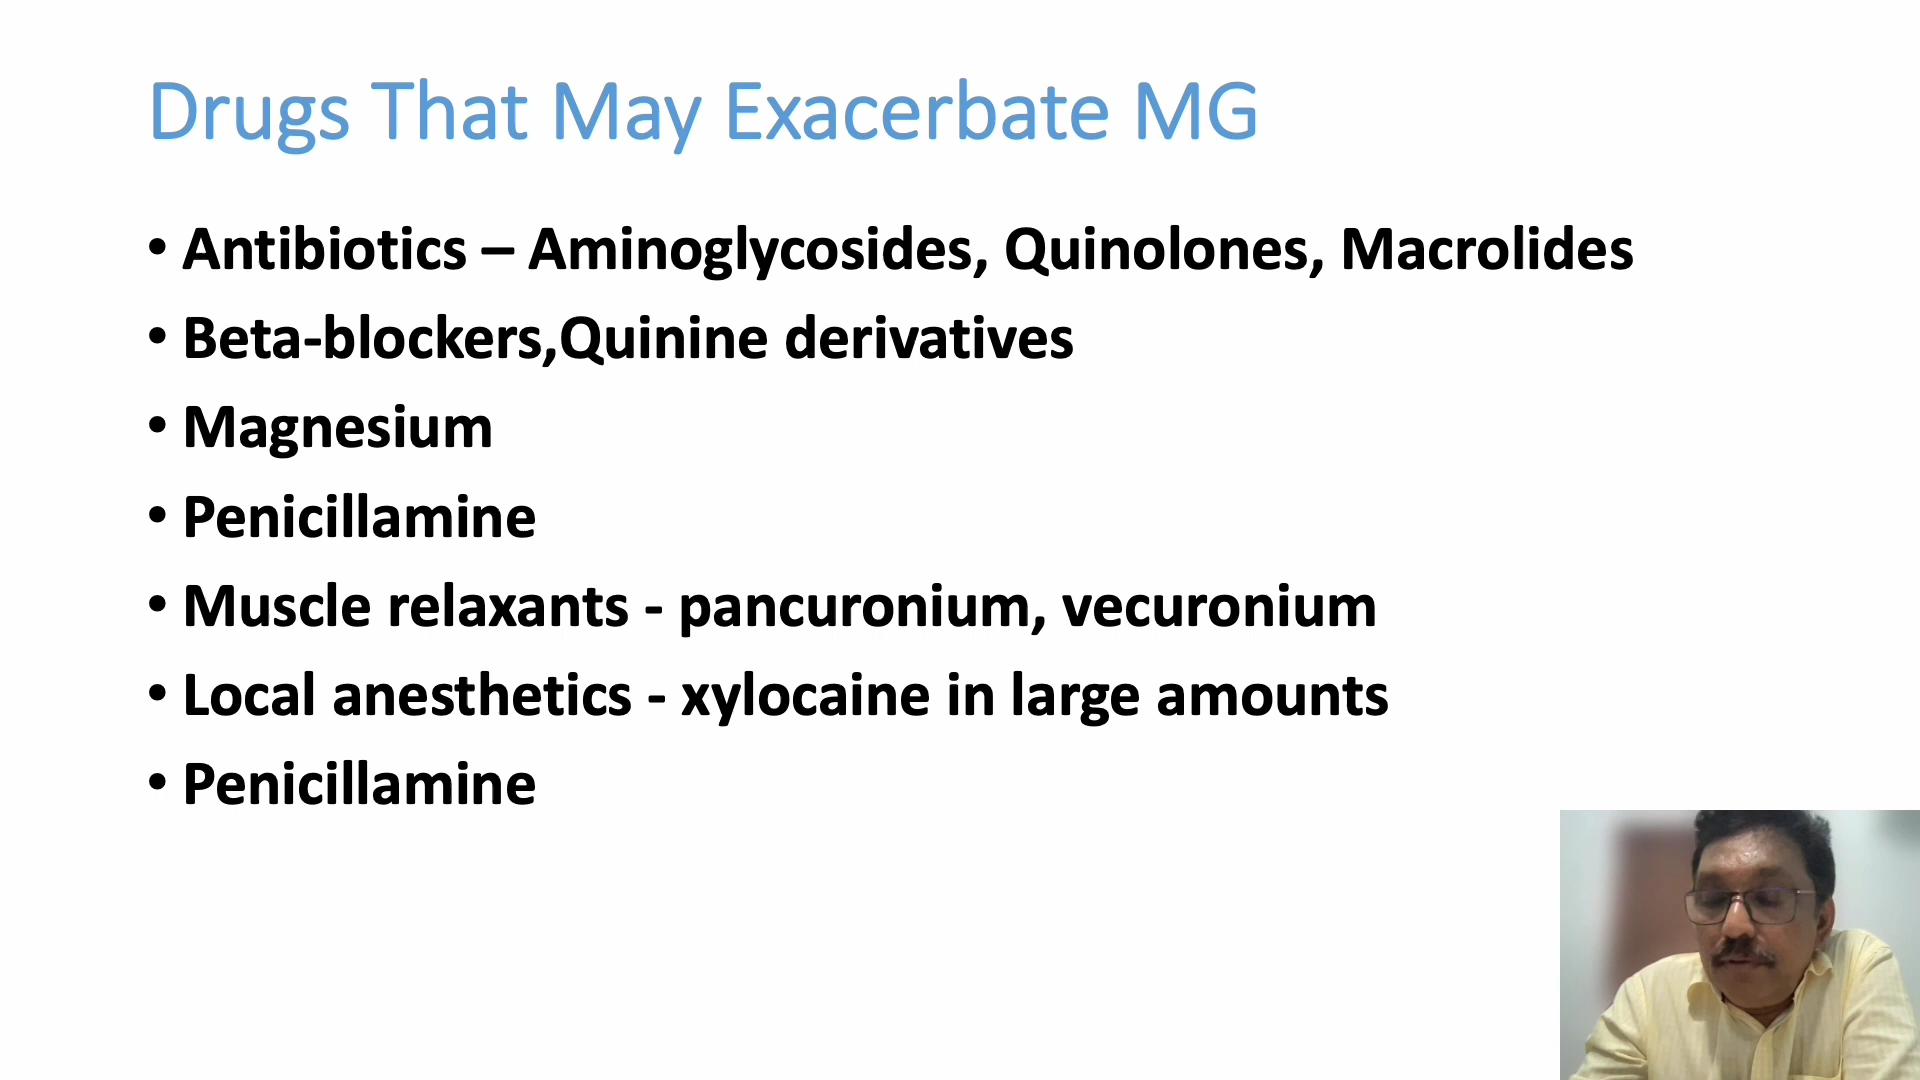 Drugs That May Exacerbate MG
• Antibiotics – Aminoglycosides, Quinolones, Macrolides
• Beta-blockers,Quinine derivatives
• Magnesium
• Penicillamine
• Muscle relaxants - pancuronium, vecuronium
• Local anesthetics - xylocaine in large amounts
• Penicillamine